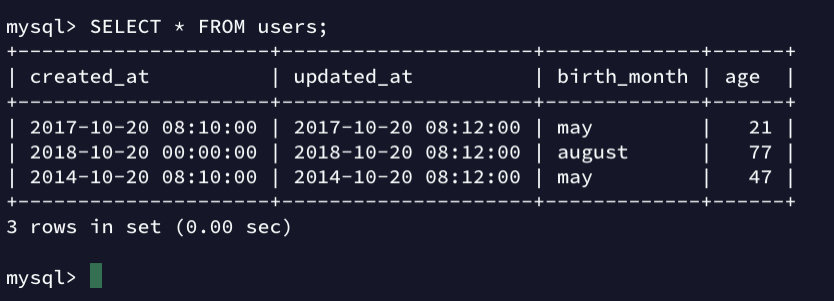 mysql> SELECT * FROM users;
+---------------------+---------------------+-------------+------+
| created_at          | updated_at          | birth_month | age  |
+---------------------+---------------------+-------------+------+
| 2017-10-20 08:10:00 | 2017-10-20 08:12:00 | may         |   21 |
| 2018-10-20 00:00:00 | 2018-10-20 08:12:00 | august      |   77 |
| 2014-10-20 08:10:00 | 2014-10-20 08:12:00 | may         |   47 |
+---------------------+---------------------+-------------+------+
3 rows in set (0.00 sec)
mysql>